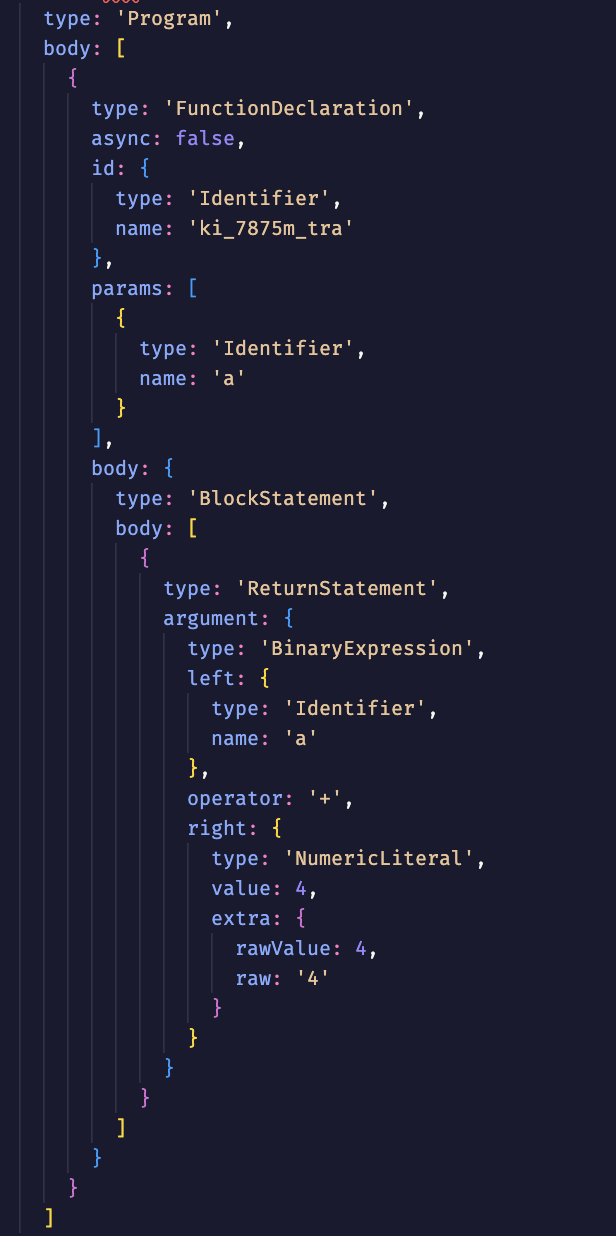 type: 'Program',
body: [
{
type: 'FunctionDeclaration',
async: false,
id: {
type: 'Identifier',
name: 'ki_7875m_tra'
},
params: [
{
type: 'Identifier',
name: 'a'
}
],
body: {
type: 'BlockStatement',
body: [
{
type: 'ReturnStatement',
argument: {
type: 'BinaryExpression',
left: {
type: 'Identifier',
name: 'a'
},
operator: '+',
right: {
type: 'NumericLiteral',
value: 4,
extra: {
rawValue: 4,
raw: '4'
}
}
}
}
]
}
}
]